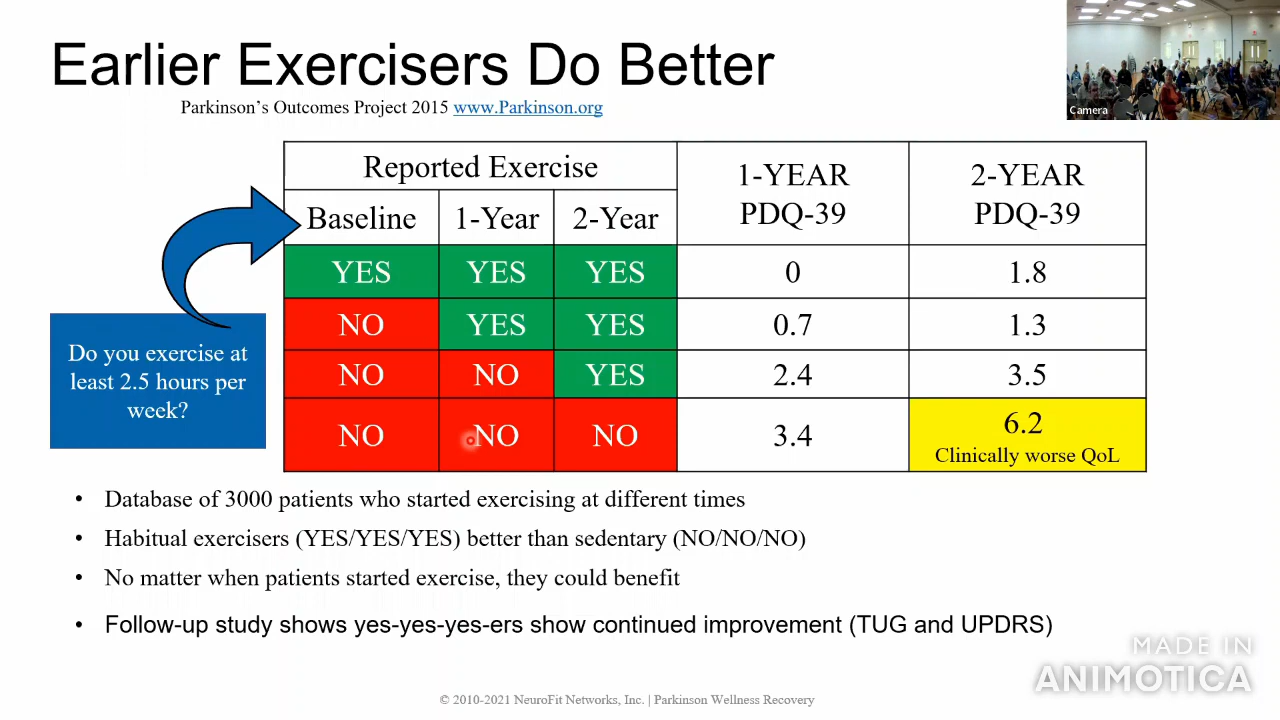 Earlier Exercisers Do Better
Parkinson's Outcomes Project 2015 www.Parkinson.org
Camera
Reported Exercise
1-YEAR
PDQ-39
2-YEAR
PDQ-39
Baseline
1-Year
2-Year
YES YES YES 0 1.8
NO YES YES 0.7 1.3
NO NO YES 2.4 3.5
NO NO NO 3.4 6.2
Clinically worse QoL
Do you exercise at
least 2.5 hours per
week?
• Database of 3000 patients who started exercising at different times
• Habitual exercisers (YES/YES/YES) better than sedentary (NO/NO/NO)
• No matter when patients started exercise, they could benefit
• Follow-up study shows yes-yes-yes-ers show continued improvement (TUG and UPDRS)
MADE IN
ANIMOTICA
© 2010-2021 NeuroFit Networks, Inc. | Parkinson Wellness Recovery